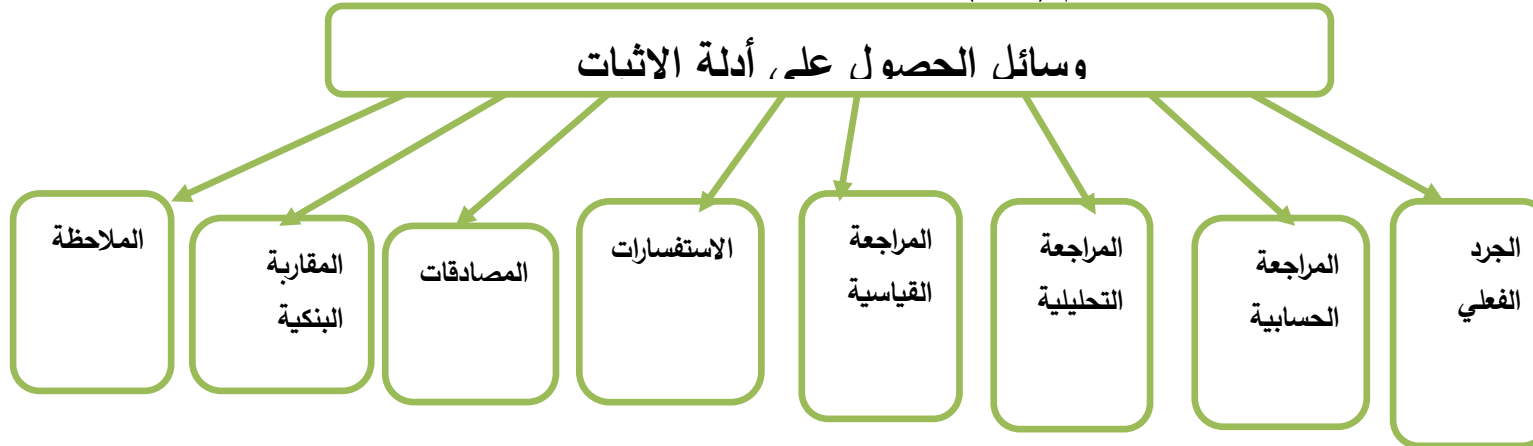 وسائل الحصول على أدلة الاثبات
الجرد
الفعلي
المراجعة
الحسابية
المراجعة
التحليلية
المراجعة
القياسية
الاستفسارات
المصادقات
المقاربة
البنكية
الملاحظة